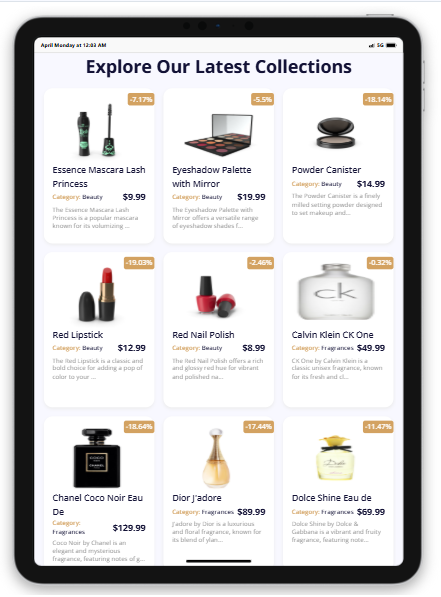 April Monday at 12:03 AM
5G
Explore Our Latest Collections
-7.17%
Essence Mascara Lash
Princess
Category: Beauty $9.99
The Essence Mascara Lash
Princess is a popular mascara
known for its volumizing ...
-5.5%
Eyeshadow Palette
with Mirror
Category: Beauty $19.99
The Eyeshadow Palette with
Mirror offers a versatile range
of eyeshadow shades f...
-18.14%
Powder Canister
Category: Beauty $14.99
The Powder Canister is a finely
milled setting powder designed
to set makeup and...
-19.03%
Red Lipstick
Category: Beauty $12.99
The Red Lipstick is a classic and
bold choice for adding a pop of
color to your ...
-2.46%
Red Nail Polish
Category: Beauty $8.99
The Red Nail Polish offers a rich
and glossy red hue for vibrant
and polished na...
-0.32%
ck
Calvin Klein CK One
Category: Fragrances $49.99
CK One by Calvin Klein is a
classic unisex fragrance, known
for its fresh and cl...
-18.64%
CHANEL
Chanel Coco Noir Eau
De
Category:
Fragrances $129.99
Coco Noir by Chanel is an
elegant and mysterious
fragrance, featuring notes of g...
-17.44%
Dior J'adore
Category: Fragrances $89.99
J'adore by Dior is a luxurious
and floral fragrance, known for
its blend of ylan...
-11.47%
Dolce Shine Eau de
Category: Fragrances $69.99
Dolce Shine by Dolce &
Gabbana is a vibrant and fruity
fragrance, featuring note...